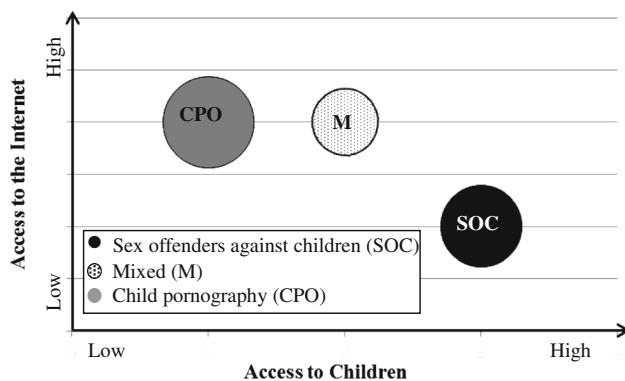 High
Access to the Internet
Low
CPO
M
SOC
Sex offenders against children (SOC)
Mixed (M)
Child pornography (CPO)
Low
High
Access to Children